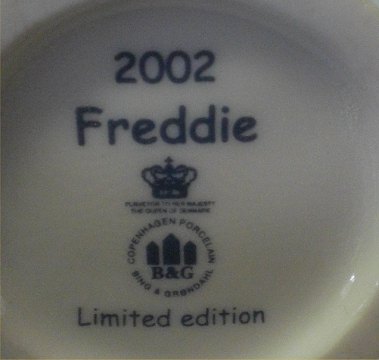 2002
Freddie
PURVEYOR TO HER MAJESTY
THE QUEEN OF DENMARK
COPENHAGEN PORCELAIN
B&G
BING & GRØNDAHL
Limited edition